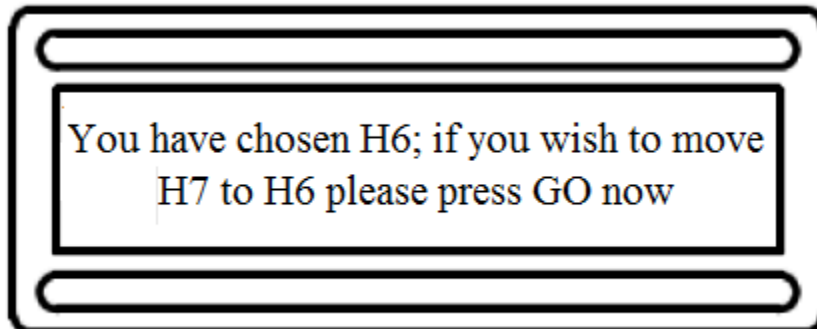 You have chosen H6; if you wish to move
H7 to H6 please press GO now